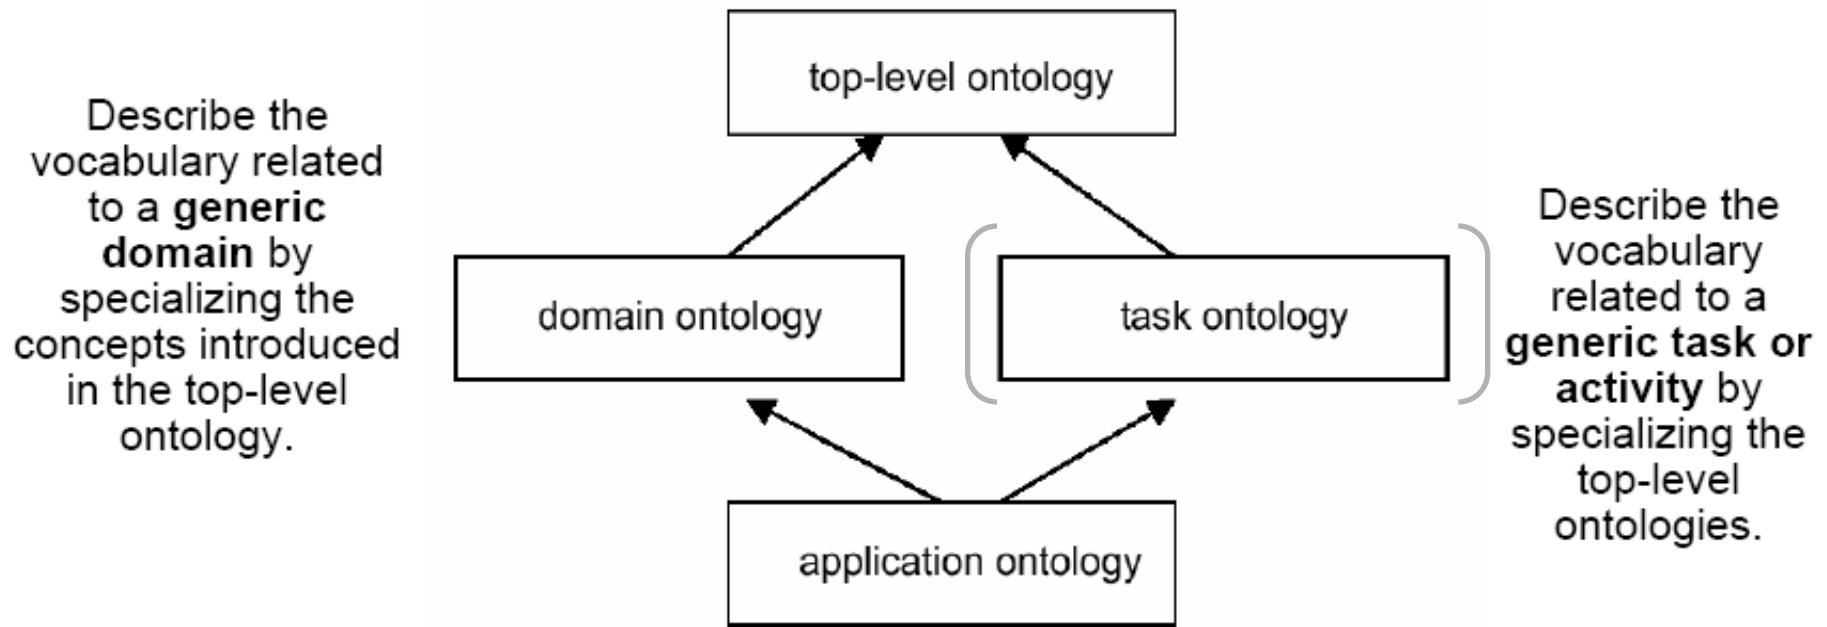 top-level ontology
Describe the
vocabulary related
to a generic
domain by
specializing the
concepts introduced
in the top-level
ontology.
domain ontology
task ontology
Describe the
vocabulary
related to a
generic task or
activity by
specializing the
top-level
ontologies.
application ontology